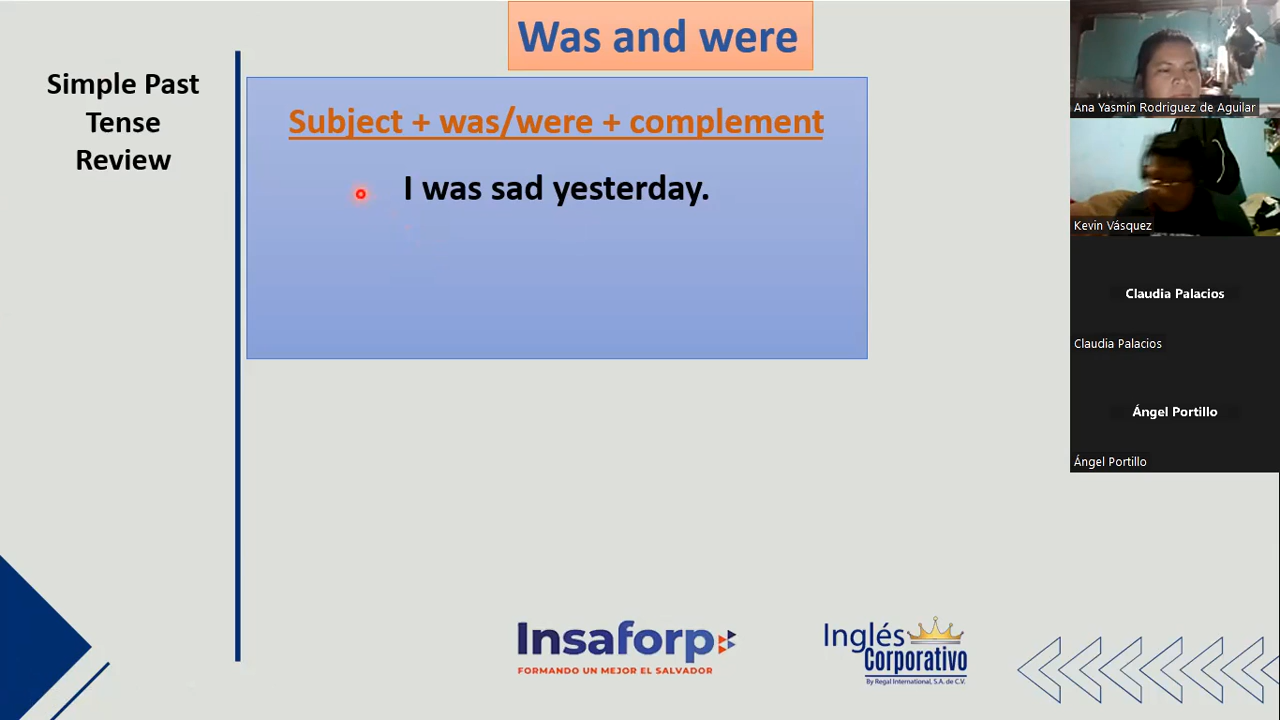 Was and were
Simple Past
Tense
Review
Subject + was/were + complement
I was sad yesterday.
Ana Yasmin Rodriguez de Aguilar
Kevin Vásquez
Claudia Palacios
Claudia Palacios
Ángel Portillo
Ángel Portillo
Insaforp
FORMANDO UN MEJOR EL SALVADOR
Inglés
Corporativo
By Regal International, S.A. de C.V.